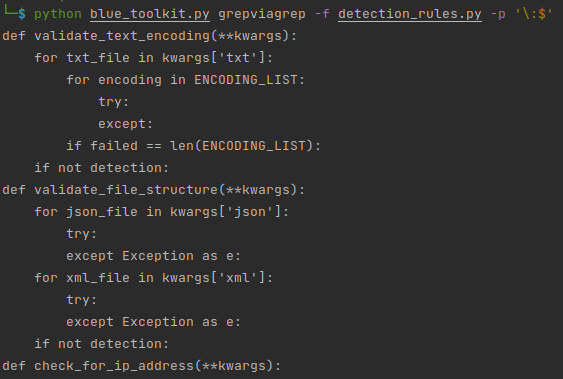 └─$ python blue_toolkit.py grepviagrep -f detection_rules.py -p '\:$'
def validate_text_encoding(**kwargs):
    for txt_file in kwargs['txt']:
        for encoding in ENCODING_LIST:
            try:
            except:
        if failed == len(ENCODING_LIST):
    if not detection:
def validate_file_structure(**kwargs):
    for json_file in kwargs['json']:
        try:
        except Exception as e:
    for xml_file in kwargs['xml']:
        try:
        except Exception as e:
    if not detection:
def check_for_ip_address(**kwargs):